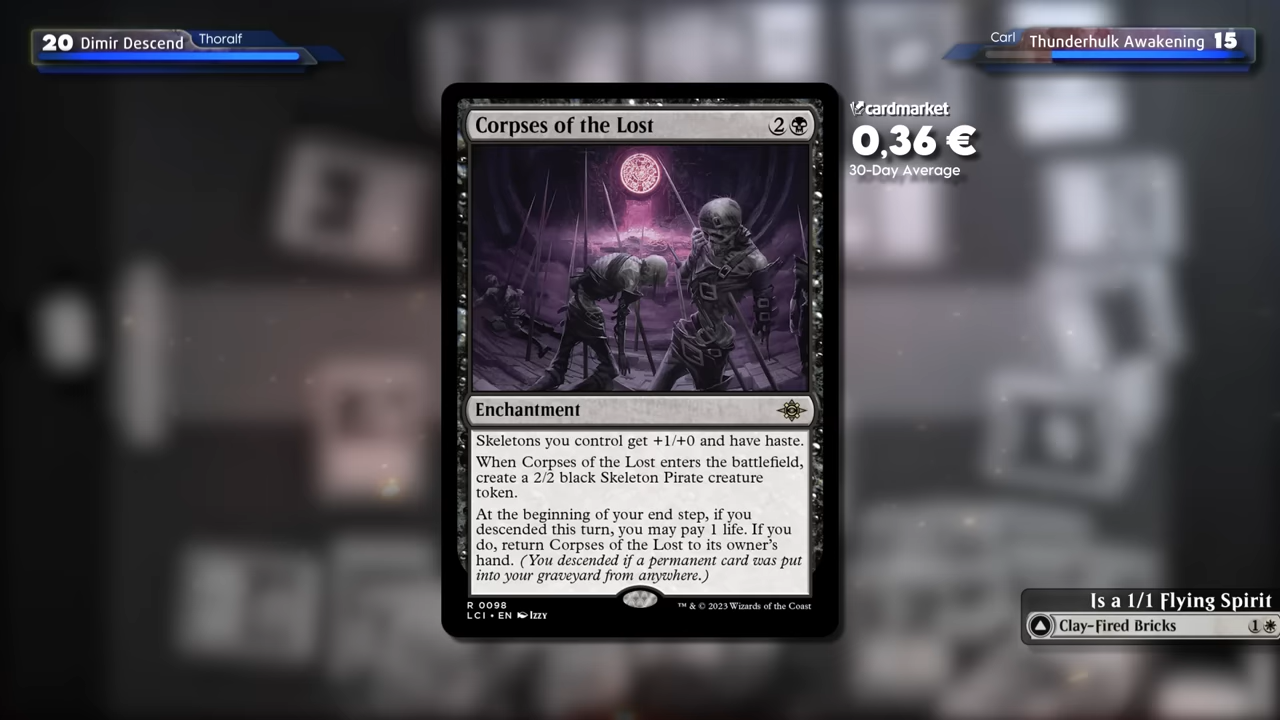 20 Dimir Descend Thoralf
Carl Thunderhulk Awakening 15
Corpses of the Lost 2
cardmarket
0,36 €
30-Day Average
Enchantment
Skeletons you control get +1/+0 and have haste.
When Corpses of the Lost enters the battlefield,
create a 2/2 black Skeleton Pirate creature
token.
At the beginning of your end step, if you
descended this turn, you may pay 1 life. If you
do, return Corpses of the Lost to its owner's
hand. (You descended if a permanent card was put
into your graveyard from anywhere.)
R 0098
LCI • EN Izzy
™ & © 2023 Wizards of the Coast
Is a 1/1 Flying Spirit
Clay-Fired Bricks 1